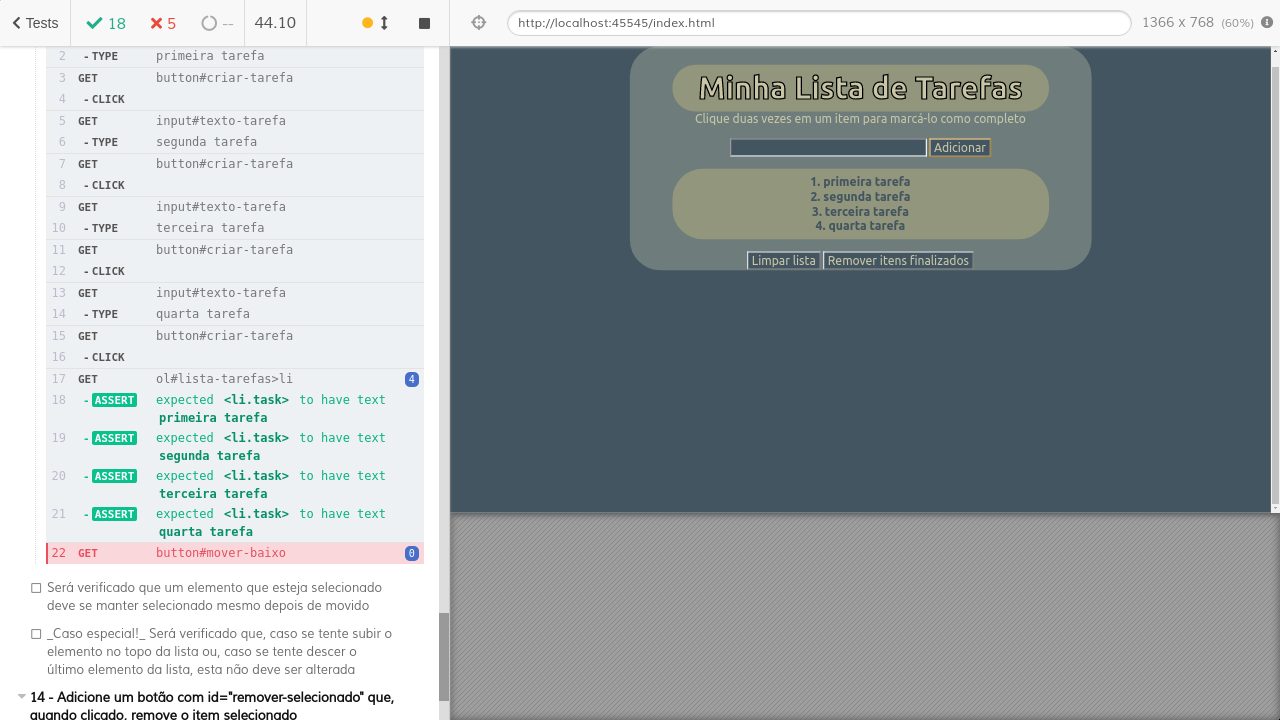 Tests 18 5 -- 44.10 http://localhost:45545/index.html 1366 x 768 (60%)
2 - TYPE primeira tarefa
3 GET button#criar-tarefa
4 - CLICK
5 GET input#texto-tarefa
6 - TYPE segunda tarefa
7 GET button#criar-tarefa
8 - CLICK
9 GET input#texto-tarefa
10 - TYPE terceira tarefa
11 GET button#criar-tarefa
12 - CLICK
13 GET input#texto-tarefa
14 - TYPE quarta tarefa
15 GET button#criar-tarefa
16 - CLICK
17 GET ol#lista-tarefas>li 4
18 - ASSERT expected <li.task> to have text
primeira tarefa
19 - ASSERT expected <li.task> to have text
segunda tarefa
20 - ASSERT expected <li.task> to have text
terceira tarefa
21 - ASSERT expected <li.task> to have text
quarta tarefa
22 GET button#mover-baixo 0
Será verificado que um elemento que esteja selecionado
deve se manter selecionado mesmo depois de movido
_Caso especial!_ Será verificado que, caso se tente subir o
elemento no topo da lista ou, caso se tente descer o
último elemento da lista, esta não deve ser alterada
14 - Adicione um botão com id="remover-selecionado" que,
quando clicado, remove o item selecionado
Minha Lista de Tarefas
Clique duas vezes em um item para marcá-lo como completo
Adicionar
1. primeira tarefa
2. segunda tarefa
3. terceira tarefa
4. quarta tarefa
Limpar lista Remover itens finalizados